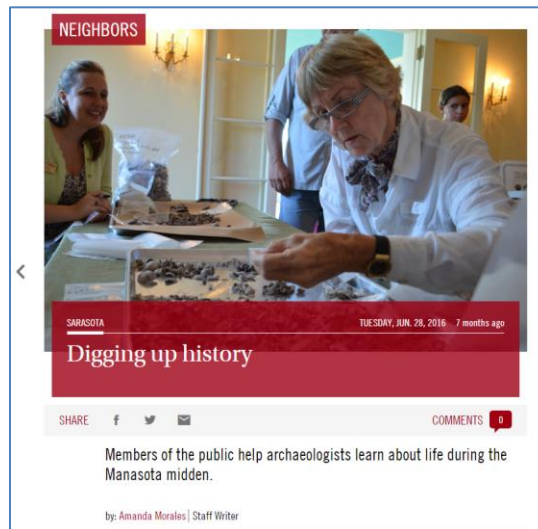 NEIGHBORS
SARASOTA
TUESDAY, JUN. 28, 2016 7 months ago
Digging up history
SHARE
COMMENTS 0
Members of the public help archaeologists learn about life during the
Manasota midden.
by: Amanda Morales | Staff Writer